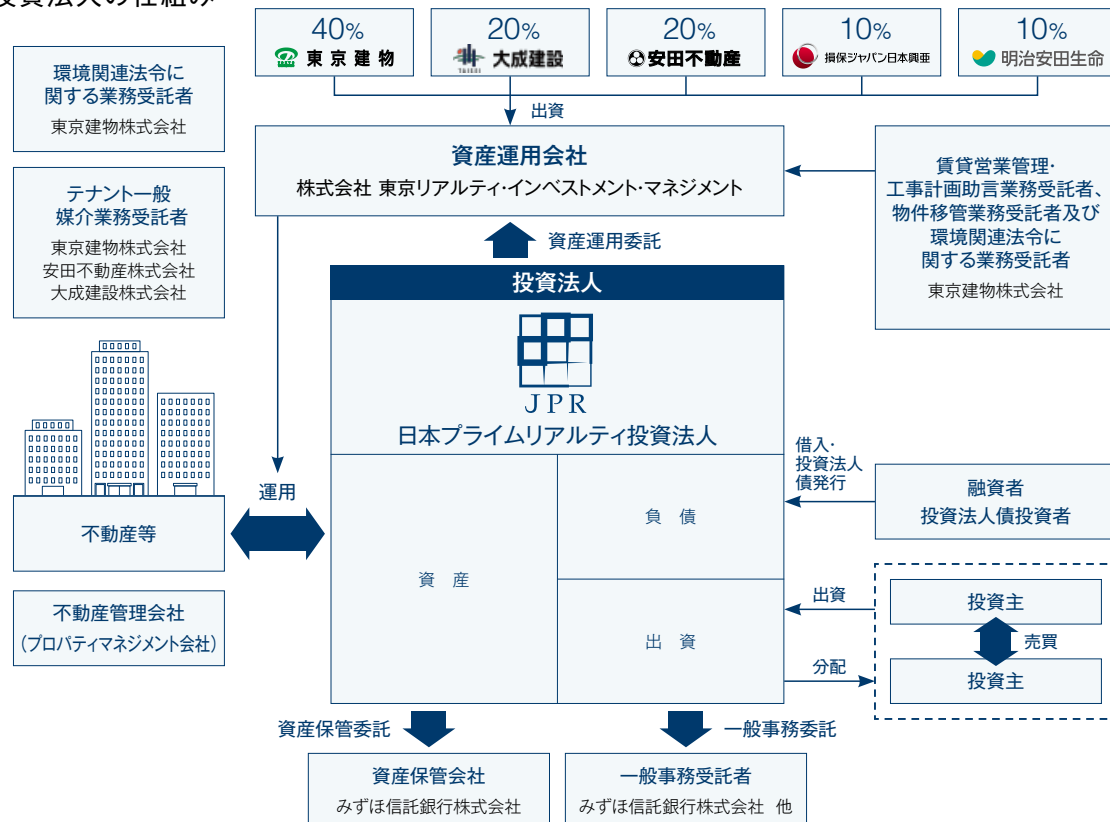 投資法人の仕組み
40%
東京建物
20%
TAISEI 大成建設
20%
安田不動産
10%
損保ジャパン日本興亜
10%
明治安田生命
出資
環境関連法令に
関する業務受託者
東京建物株式会社
テナント一般
媒介業務受託者
東京建物株式会社
安田不動産株式会社
大成建設株式会社
資産運用会社
株式会社 東京リアルティ・インベストメント・マネジメント
賃貸営業管理・
工事計画助言業務受託者、
物件移管業務受託者及び
環境関連法令に
関する業務受託者
東京建物株式会社
資産運用委託
投資法人
JPR
日本プライムリアルティ投資法人
運用
不動産等
不動産管理会社
(プロパティマネジメント会社)
資 産
負 債
出 資
借入・
投資法人
債発行
融資者
投資法人債投資者
出資
分配
投資主
売買
投資主
資産保管委託
一般事務委託
資産保管会社
みずほ信託銀行株式会社
一般事務受託者
みずほ信託銀行株式会社 他